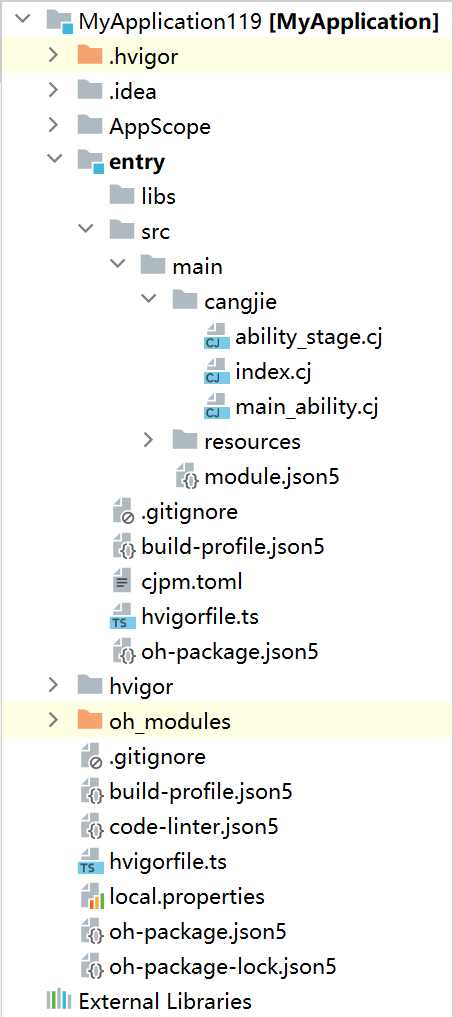 MyApplication119 [MyApplication]
.hvigor
.idea
AppScope
entry
libs
src
main
cangjie
CJ ability_stage.cj
CJ index.cj
CJ main_ability.cj
resources
module.json5
.gitignore
build-profile.json5
cjpm.toml
TS hvigorfile.ts
oh-package.json5
hvigor
oh_modules
.gitignore
build-profile.json5
code-linter.json5
TS hvigorfile.ts
local.properties
oh-package.json5
oh-package-lock.json5
External Libraries